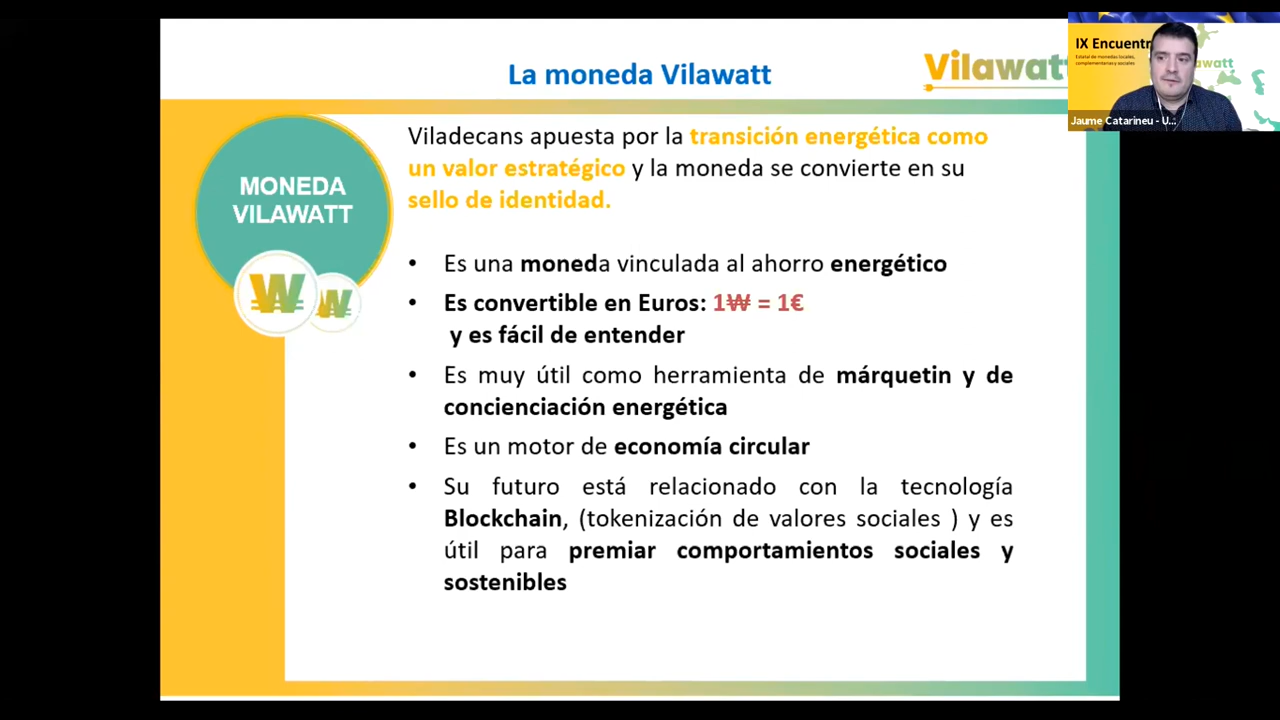 La moneda Vilawatt
Vilawatt
IX Encuentr
Estatal de monedas locales,
complementarias y sociales
watt
Jaume Catarineu - U...
MONEDA
VILAWATT
Viladecans apuesta por la transición energética como
un valor estratégico y la moneda se convierte en su
sello de identidad.
• Es una moneda vinculada al ahorro energético
• Es convertible en Euros: 1₩ = 1€
y es fácil de entender
• Es muy útil como herramienta de márquetin y de
concienciación energética
• Es un motor de economía circular
• Su futuro está relacionado con la tecnología
Blockchain, (tokenización de valores sociales ) y es
útil para premiar comportamientos sociales y
sostenibles